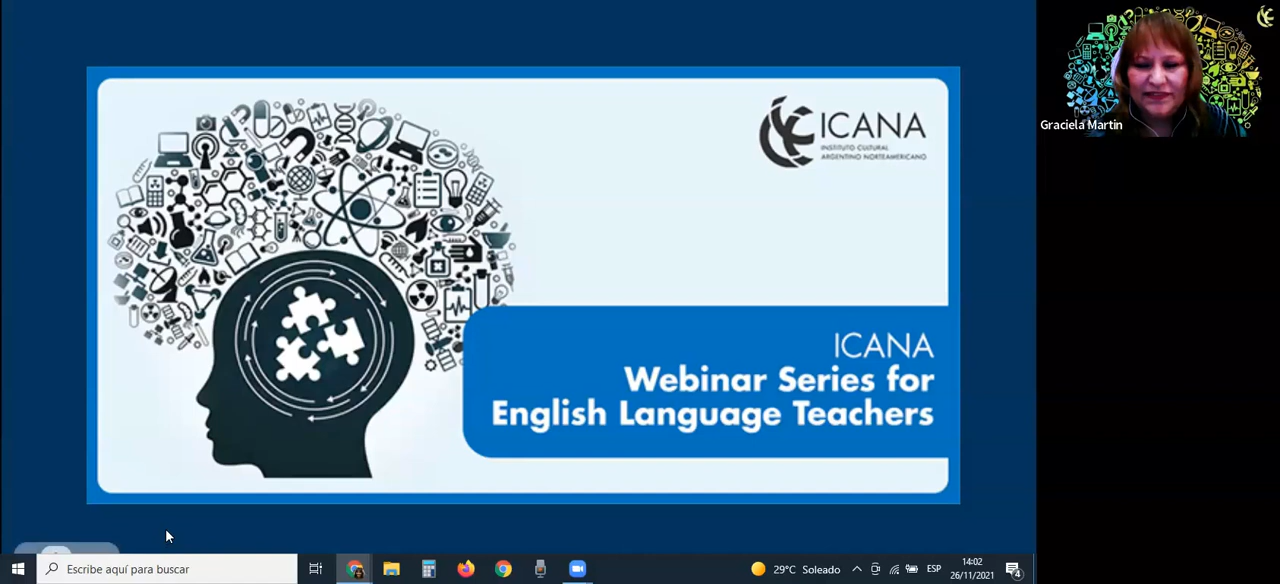 ICANA
INSTITUTO CULTURAL
ARGENTINO NORTEAMERICANO
ICANA
Webinar Series for
English Language Teachers
Graciela Martin
Escribe aquí para buscar
29°C Soleado
ESP
14:02
26/11/2021
4